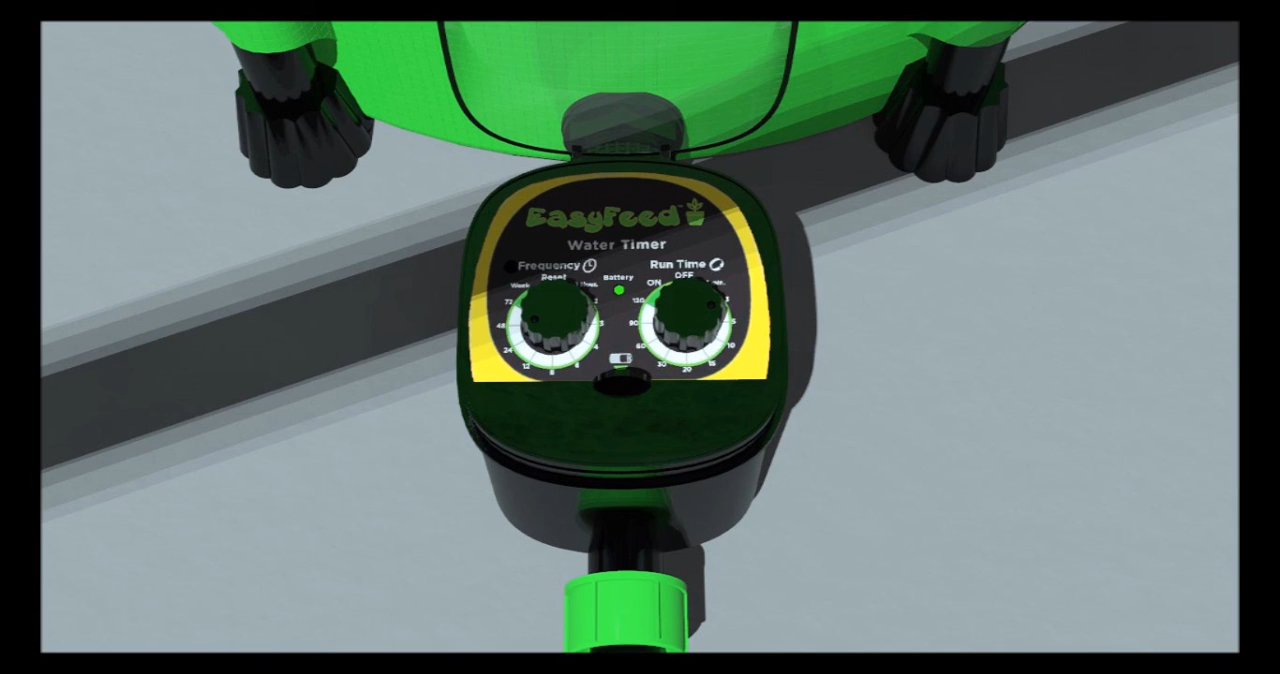 EasyFeed™
Water Timer
Frequency Run Time
Reset Battery OFF
Week ON
72 120
48 90 5
24 4 60 10
12 8 6 30 20 15